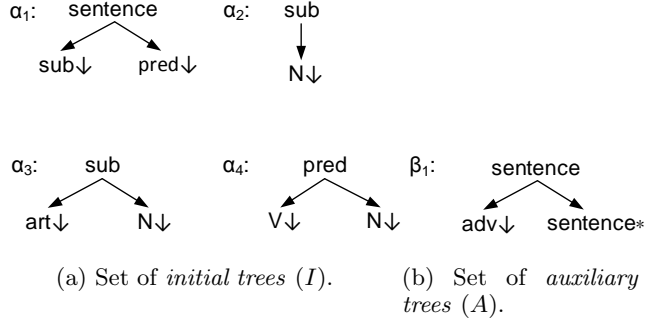 α₁: sentence α₂: sub
sub↓ pred↓ N↓
α₃: sub α₄: pred β₁: sentence
art↓ N↓ V↓ N↓ adv↓ sentence*
(a) Set of initial trees (I). (b) Set of auxiliary
trees (A).